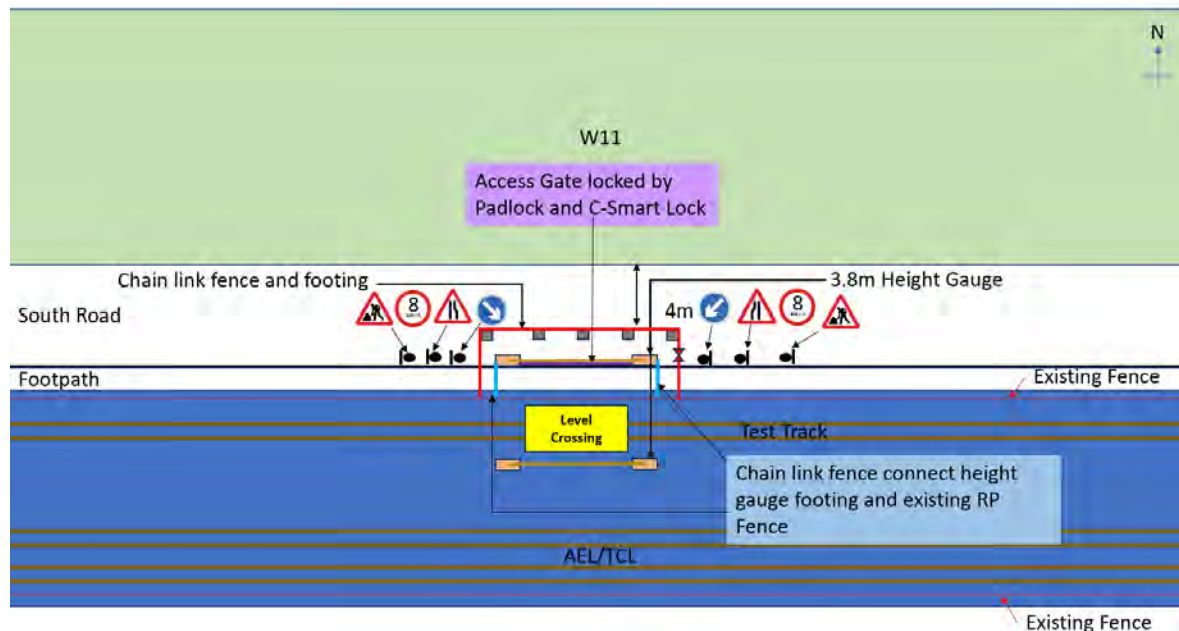 N
W11
Access Gate locked by
Padlock and C-Smart Lock
Chain link fence and footing
3.8m Height Gauge
South Road
8
4m
8
Footpath
Existing Fence
Level
Crossing
Test Track
Chain link fence connect height
gauge footing and existing RP
Fence
AEL/TCL
Existing Fence